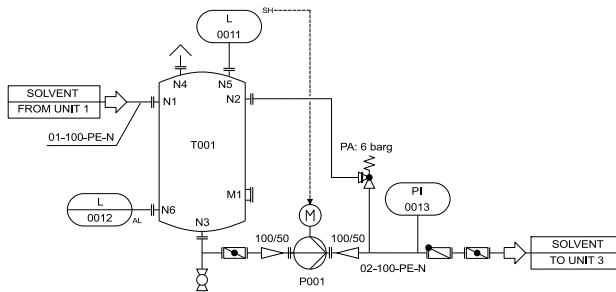 L
0011
SH
N4
N5
SOLVENT
FROM UNIT 1
N1
N2
01-100-PE-N
T001
PA: 6 barg
M1
PI
0013
L
0012
AL
N6
N3
M
100/50
100/50
P001
02-100-PE-N
SOLVENT
TO UNIT 3